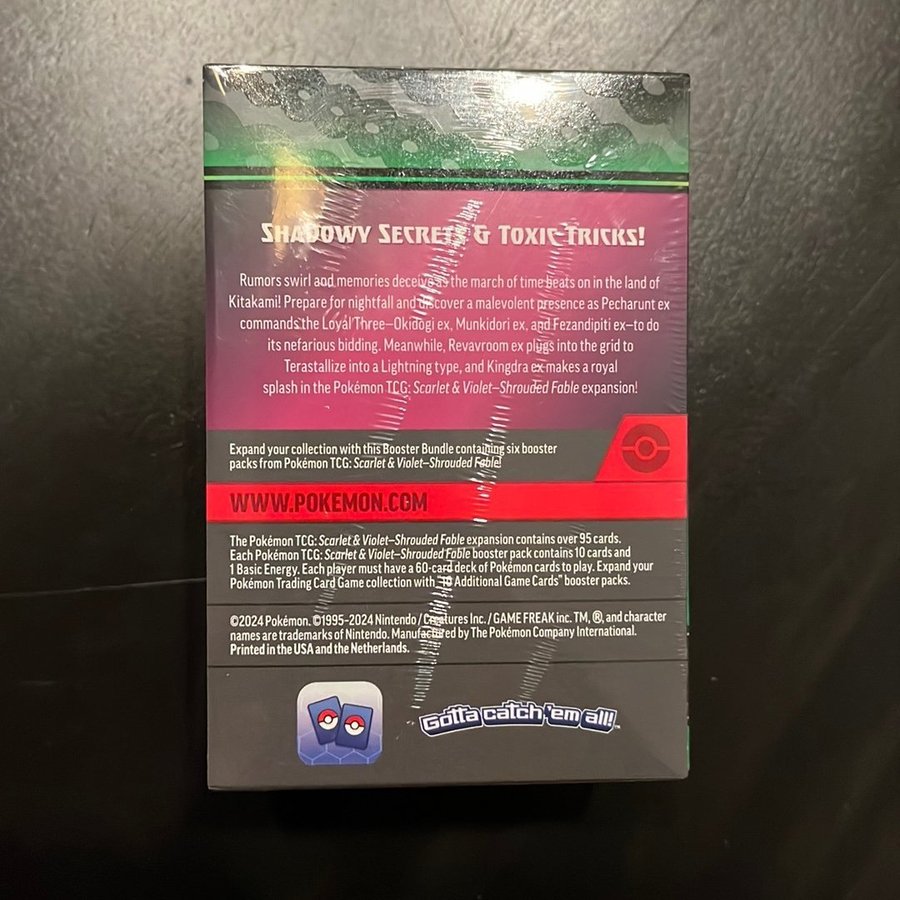 SHADOWY SECRETS & TOXIC TRICKS!
Rumors swirl and memories deceive as the march of time beats on in the land of
Kitakami! Prepare for nightfall and discover a malevolent presence as Pecharunt ex
commands the Loyal Three—Okidogi ex, Munkidori ex, and Fezandipiti ex—to do
its nefarious bidding. Meanwhile, Revavroom ex plugs into the grid to
Terastallize into a Lightning type, and Kingdra ex makes a royal
splash in the Pokémon TCG: Scarlet & Violet—Shrouded Fable expansion!
Expand your collection with this Booster Bundle containing six booster
packs from Pokémon TCG: Scarlet & Violet—Shrouded Fable!
WWW.POKEMON.COM
The Pokémon TCG: Scarlet & Violet—Shrouded Fable expansion contains over 95 cards.
Each Pokémon TCG: Scarlet & Violet—Shrouded Fable booster pack contains 10 cards and
1 Basic Energy. Each player must have a 60-card deck of Pokémon cards to play. Expand your
Pokémon Trading Card Game collection with "10 Additional Game Cards" booster packs.
©2024 Pokémon. ©1995–2024 Nintendo / Creatures Inc. / GAME FREAK inc. TM, ®, and character
names are trademarks of Nintendo. Manufactured by The Pokémon Company International.
Printed in the USA and the Netherlands.
Gotta catch 'em all!™